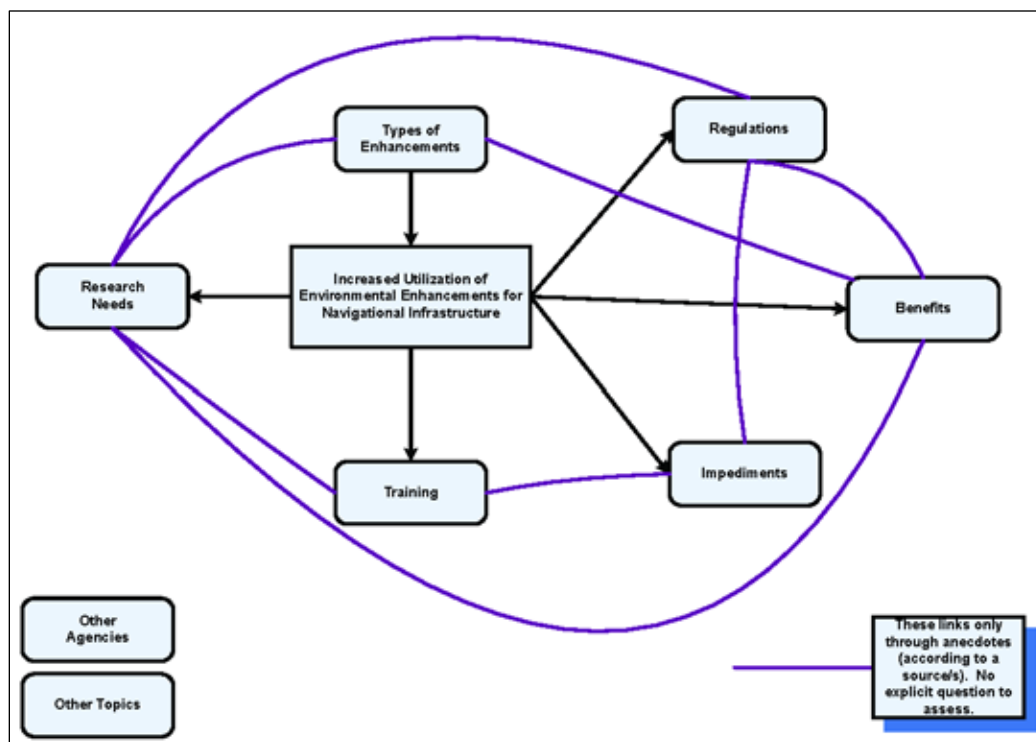 Types of
Enhancements
Regulations
Research
Needs
Increased Utilization of
Environmental Enhancements for
Navigational Infrastructure
Benefits
Training
Impediments
Other
Agencies
Other Topics
These links only
through anecdotes
(according to a
source/s). No
explicit question to
assess.